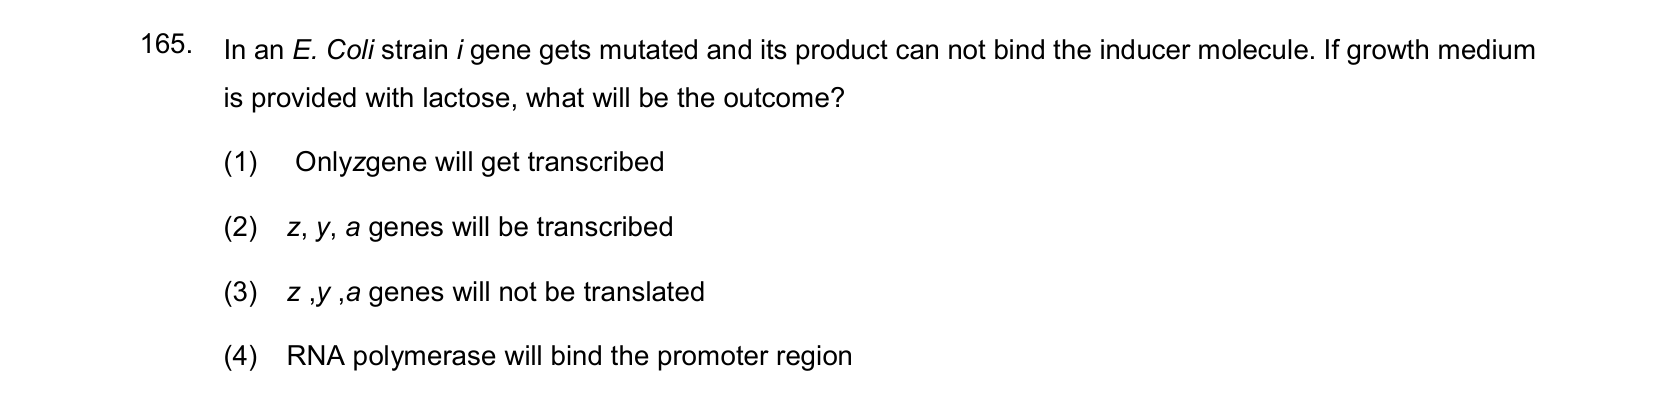 165. In an E. Coli strain i gene gets mutated and its product can not bind the inducer molecule. If growth medium
is provided with lactose, what will be the outcome?
(1) Onlyzgene will get transcribed
(2) z, y, a genes will be transcribed
(3) z ,y ,a genes will not be translated
(4) RNA polymerase will bind the promoter region